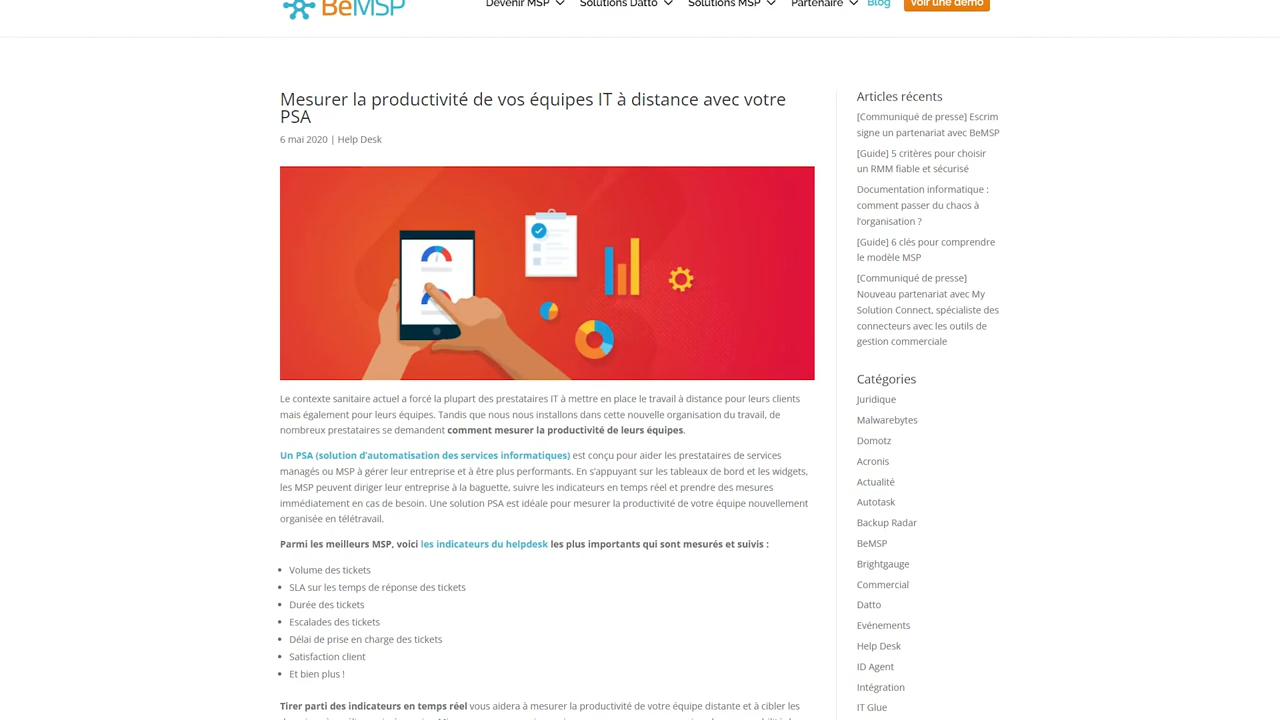 BeMSP
Devenir MSP
Solutions Datto
Solutions MSP
Partenaire
Blog
Voir une démo
Mesurer la productivité de vos équipes IT à distance avec votre
PSA
6 mai 2020 | Help Desk
Le contexte sanitaire actuel a forcé la plupart des prestataires IT à mettre en place le travail à distance pour leurs clients
mais également pour leurs équipes. Tandis que nous nous installons dans cette nouvelle organisation du travail, de
nombreux prestataires se demandent comment mesurer la productivité de leurs équipes.
Un PSA (solution d’automatisation des services informatiques) est conçu pour aider les prestataires de services
managés ou MSP à gérer leur entreprise et à être plus performants. En s’appuyant sur les tableaux de bord et les widgets,
les MSP peuvent diriger leur entreprise à la baguette, suivre les indicateurs en temps réel et prendre des mesures
immédiatement en cas de besoin. Une solution PSA est idéale pour mesurer la productivité de votre équipe nouvellement
organisée en télétravail.
Parmi les meilleurs MSP, voici les indicateurs du helpdesk les plus importants qui sont mesurés et suivis :
Volume des tickets
SLA sur les temps de réponse des tickets
Durée des tickets
Escalades des tickets
Délai de prise en charge des tickets
Satisfaction client
Et bien plus !
Tirer parti des indicateurs en temps réel vous aidera à mesurer la productivité de votre équipe distante et à cibler les
Articles récents
[Communiqué de presse] Escrim
signe un partenariat avec BeMSP
[Guide] 5 critères pour choisir
un RMM fiable et sécurisé
Documentation informatique :
comment passer du chaos à
l’organisation ?
[Guide] 6 clés pour comprendre
le modèle MSP
[Communiqué de presse]
Nouveau partenariat avec My
Solution Connect, spécialiste des
connecteurs avec les outils de
gestion commerciale
Catégories
Juridique
Malwarebytes
Domotz
Acronis
Actualité
Autotask
Backup Radar
BeMSP
Brightgauge
Commercial
Datto
Evénements
Help Desk
ID Agent
Intégration
IT Glue